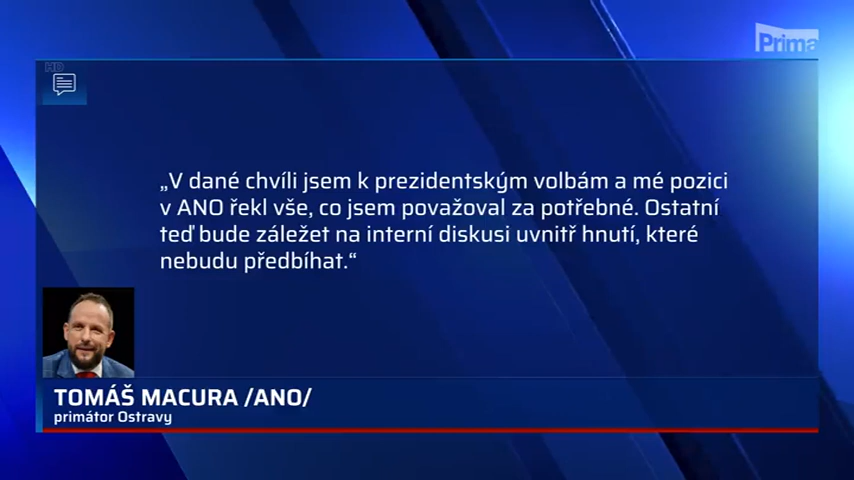 Prima
HD
„V dané chvíli jsem k prezidentským volbám a mé pozici
v ANO řekl vše, co jsem považoval za potřebné. Ostatní
teď bude záležet na interní diskusi uvnitř hnutí, které
nebudu předbíhat.“
TOMÁŠ MACURA /ANO/
primátor Ostravy